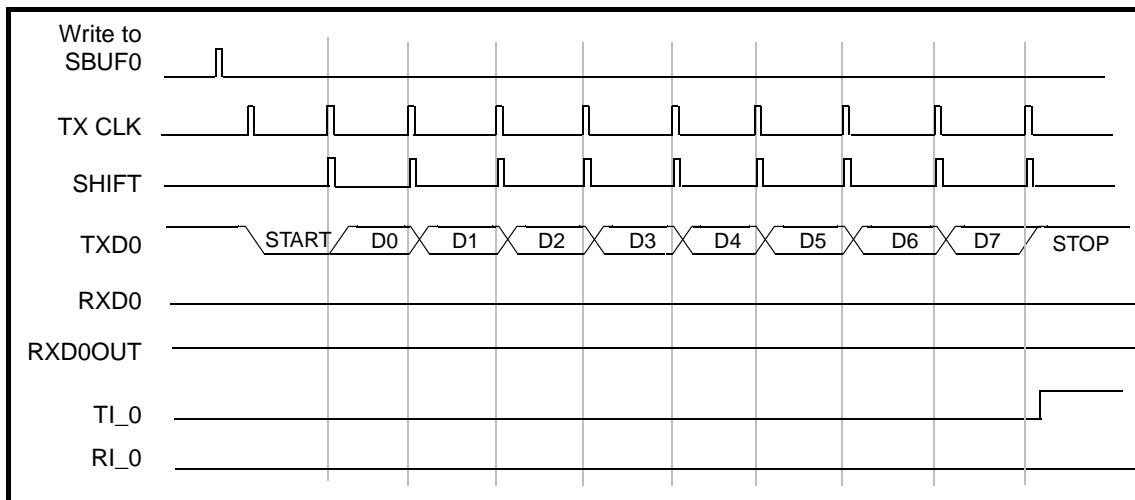 Write to
SBUF0
TX CLK
SHIFT
TXD0
START D0 D1 D2 D3 D4 D5 D6 D7 STOP
RXD0
RXD0OUT
TI_0
RI_0